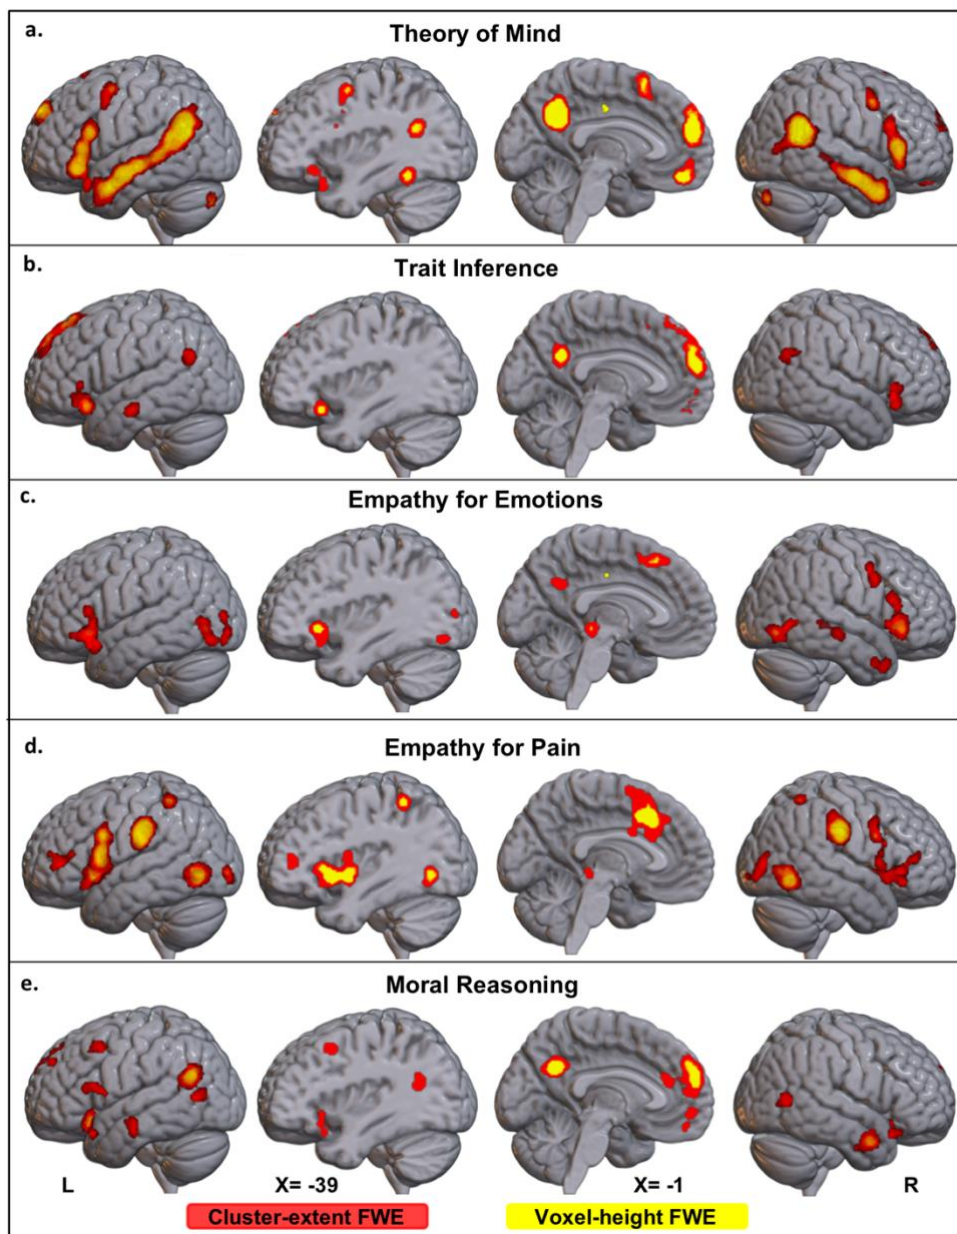 a.
Theory of Mind
b.
Trait Inference
c.
Empathy for Emotions
d.
Empathy for Pain
e.
Moral Reasoning
L X= -39 X= -1 R
Cluster-extent FWE Voxel-height FWE